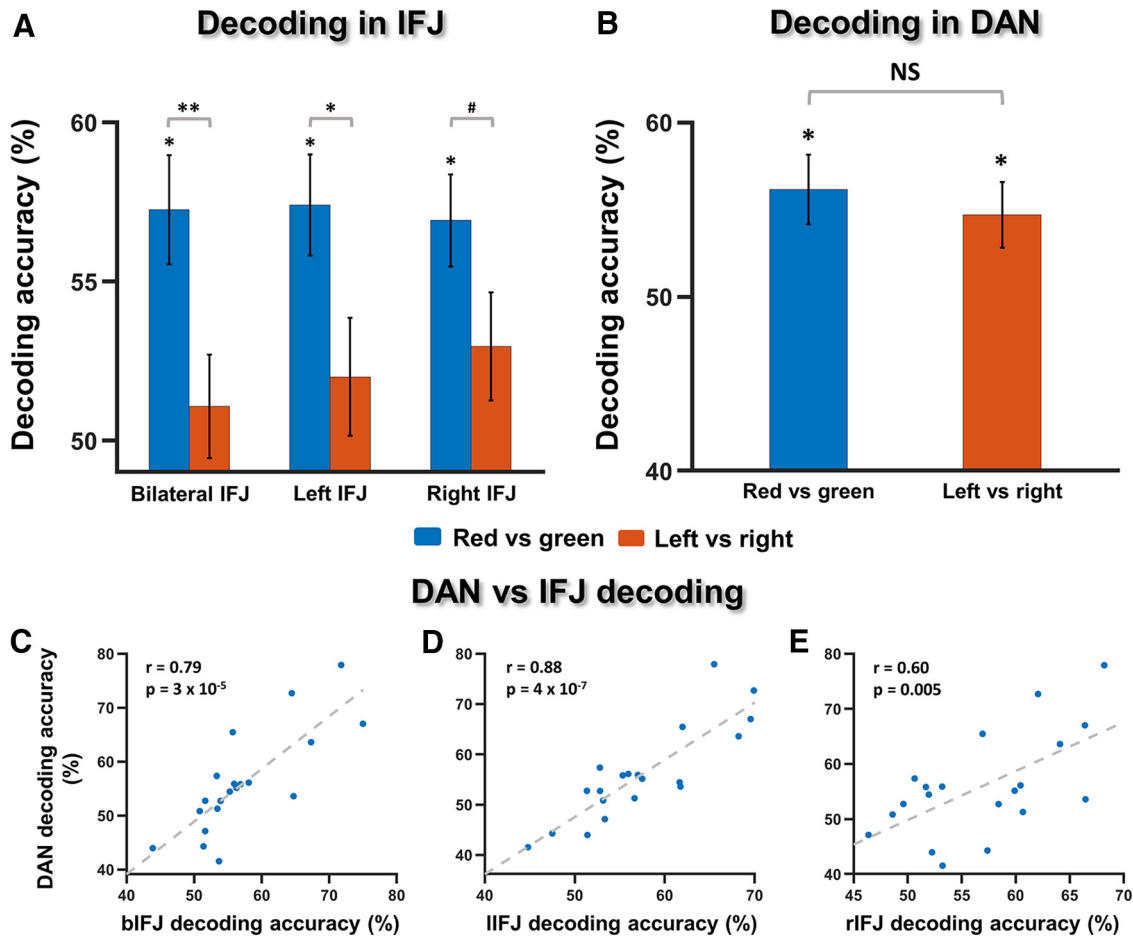 A
Decoding in IFJ
Decoding accuracy (%)
60
55
50
**
*
#
*
*
*
Bilateral IFJ
Left IFJ
Right IFJ
B
Decoding in DAN
Decoding accuracy (%)
60
50
40
NS
*
*
Red vs green
Left vs right
Red vs green
Left vs right
DAN vs IFJ decoding
C
DAN decoding accuracy
(%)
r = 0.79
p = 3 x 10-5
80
70
60
50
40
40 50 60 70 80
bIFJ decoding accuracy (%)
D
r = 0.88
p = 4 x 10-7
80
70
60
50
40
40 50 60 70
lIFJ decoding accuracy (%)
E
r = 0.60
p = 0.005
80
70
60
50
40
45 50 55 60 65 70
rIFJ decoding accuracy (%)